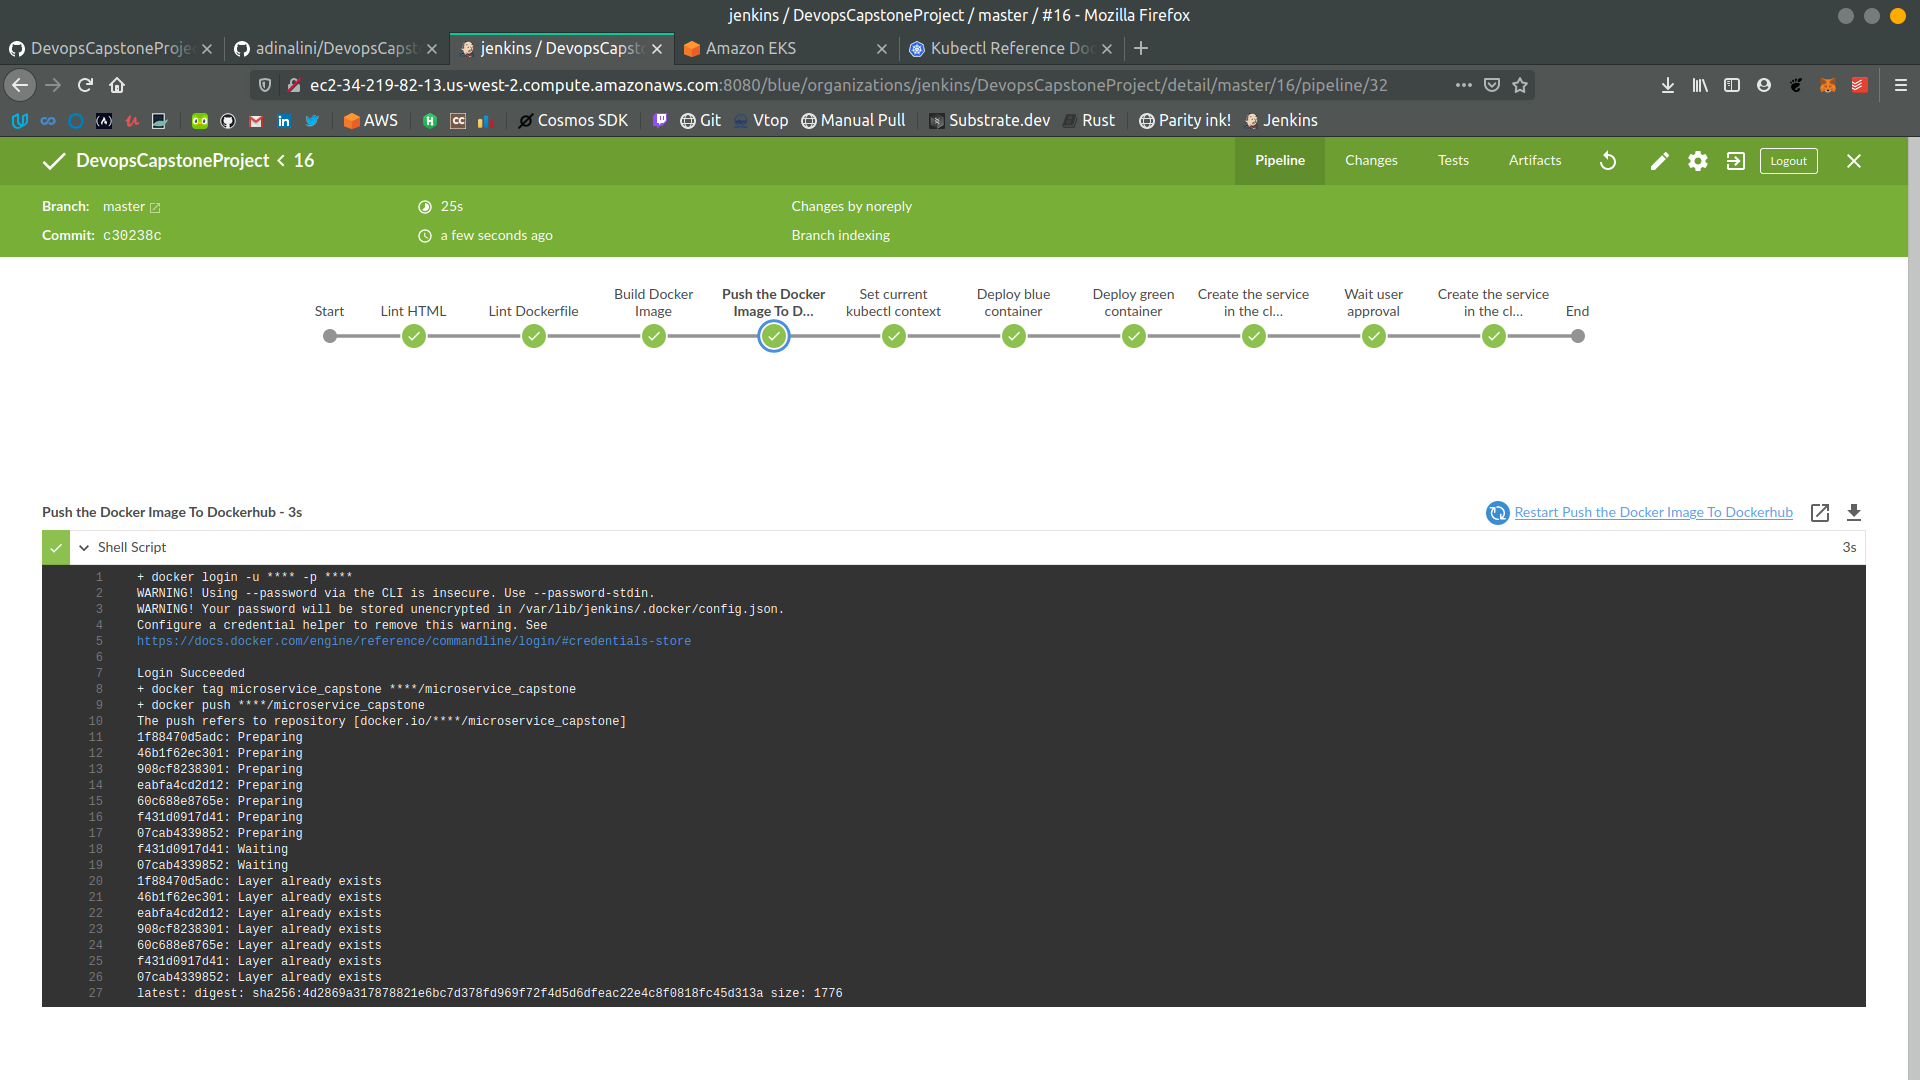 jenkins / DevopsCapstoneProject / master / #16 - Mozilla Firefox
DevopsCapstoneProje
adinalini/DevopsCapst
jenkins / DevopsCapsto
Amazon EKS
Kubectl Reference Do
ec2-34-219-82-13.us-west-2.compute.amazonaws.com:8080/blue/organizations/jenkins/DevopsCapstoneProject/detail/master/16/pipeline/32
AWS
Cosmos SDK
Git
Vtop
Manual Pull
Substrate.dev
Rust
Parity ink!
Jenkins
DevopsCapstoneProject < 16
Pipeline
Changes
Tests
Artifacts
Logout
Branch: master
25s
Changes by noreply
Commit: c30238c
a few seconds ago
Branch indexing
Start
Lint HTML
Lint Dockerfile
Build Docker
Image
Push the Docker
Image To D...
Set current
kubectl context
Deploy blue
container
Deploy green
container
Create the service
in the cl...
Wait user
approval
Create the service
in the cl...
End
Push the Docker Image To Dockerhub - 3s
Restart Push the Docker Image To Dockerhub
Shell Script
3s
1 + docker login -u **** -p ****
2 WARNING! Using --password via the CLI is insecure. Use --password-stdin.
3 WARNING! Your password will be stored unencrypted in /var/lib/jenkins/.docker/config.json.
4 Configure a credential helper to remove this warning. See
5 https://docs.docker.com/engine/reference/commandline/login/#credentials-store
6
7 Login Succeeded
8 + docker tag microservice_capstone ****/microservice_capstone
9 + docker push ****/microservice_capstone
10 The push refers to repository [docker.io/****/microservice_capstone]
11 1f88470d5adc: Preparing
12 46b1f62ec301: Preparing
13 908cf8238301: Preparing
14 eabfa4cd2d12: Preparing
15 60c688e8765e: Preparing
16 f431d0917d41: Preparing
17 07cab4339852: Preparing
18 f431d0917d41: Waiting
19 07cab4339852: Waiting
20 1f88470d5adc: Layer already exists
21 46b1f62ec301: Layer already exists
22 eabfa4cd2d12: Layer already exists
23 908cf8238301: Layer already exists
24 60c688e8765e: Layer already exists
25 f431d0917d41: Layer already exists
26 07cab4339852: Layer already exists
27 latest: digest: sha256:4d2869a317878821e6bc7d378fd969f72f4d5d6dfeac22e4c8f0818fc45d313a size: 1776